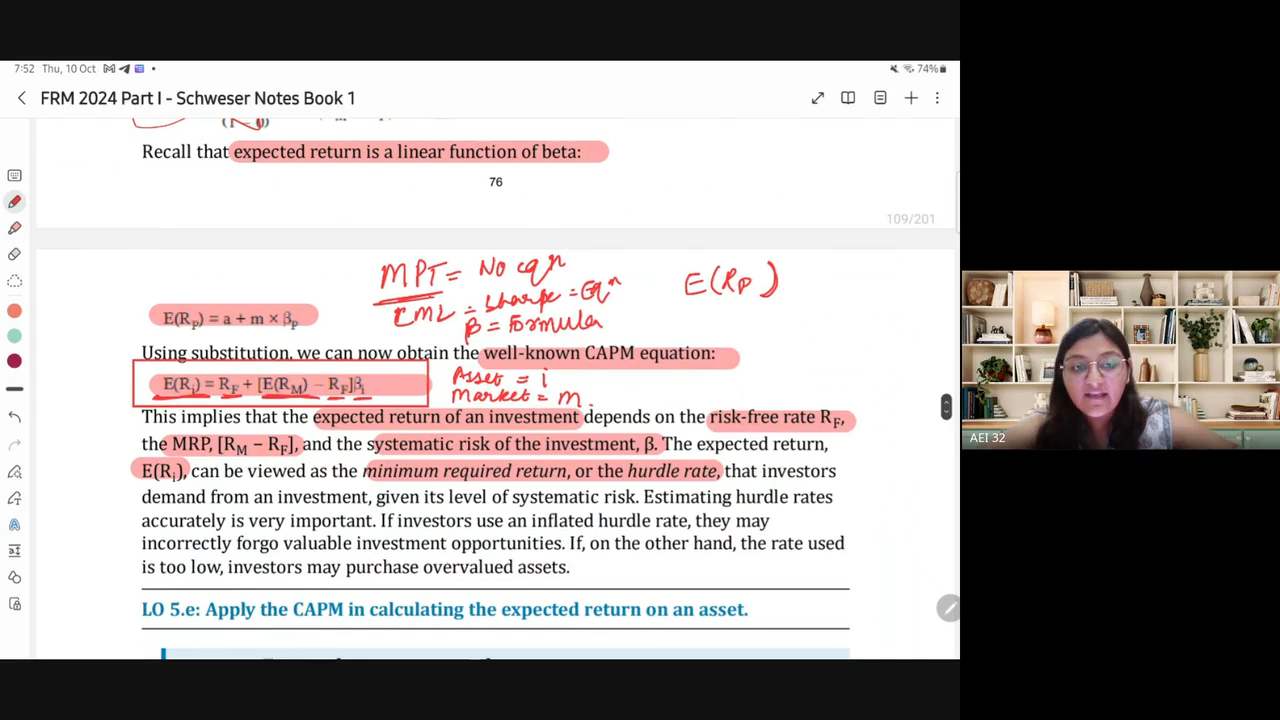 7:52 Thu, 10 Oct
74%
FRM 2024 Part I - Schweser Notes Book 1
Recall that expected return is a linear function of beta:
76
109/201
MPT = No eqn
CML = Sharpe = Eqn
β = Formula
E(RP)
E(RP) = a + m × βP
Using substitution, we can now obtain the well-known CAPM equation:
E(Ri) = RF + [E(RM) − RF]βi
Asset = i
Market = m.
This implies that the expected return of an investment depends on the risk-free rate RF,
the MRP, [RM − RF], and the systematic risk of the investment, β. The expected return,
E(Ri), can be viewed as the minimum required return, or the hurdle rate, that investors
demand from an investment, given its level of systematic risk. Estimating hurdle rates
accurately is very important. If investors use an inflated hurdle rate, they may
incorrectly forgo valuable investment opportunities. If, on the other hand, the rate used
is too low, investors may purchase overvalued assets.
LO 5.e: Apply the CAPM in calculating the expected return on an asset.
AEI 32